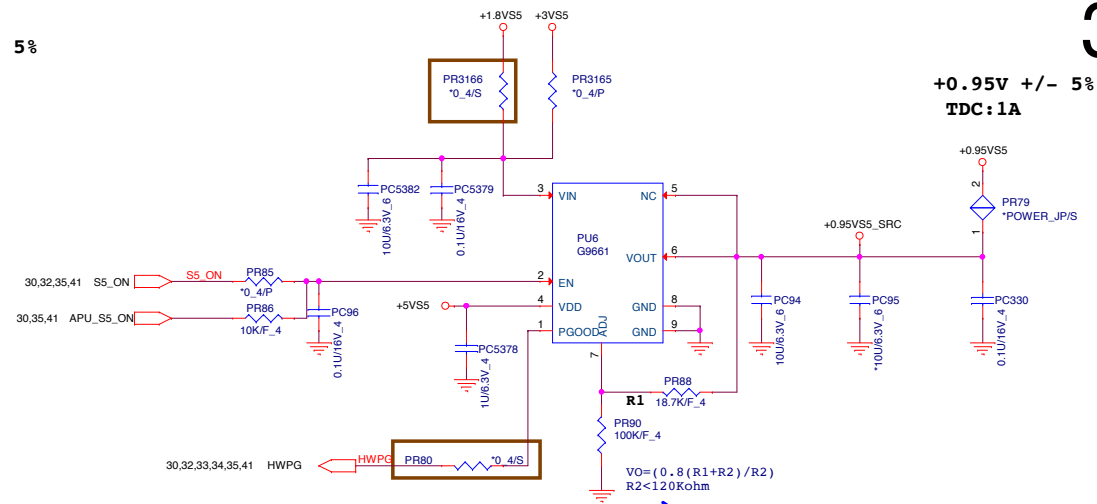 5%
+1.8VS5
+3VS5
PR3166
*0_4/S
PR3165
*0_4/P
+0.95V +/- 5%
TDC:1A
+0.95VS5
2
PR79
*POWER_JP/S
1
PC5382
10U/6.3V_6
PC5379
0.1U/16V_4
3
VIN
NC
5
PU6
G9661
+0.95VS5_SRC
VOUT
6
30,32,35,41 S5_ON
S5_ON
PR85
*0_4/P
2
EN
30,35,41 APU_S5_ON
PR86
10K/F_4
PC96
0.1U/16V_4
+5VS5
4
VDD
GND
8
1
PGOOD
GND
9
ADJ
7
PC5378
1U/6.3V_4
PC94
10U/6.3V_6
PC95
*10U/6.3V_6
PC330
0.1U/16V_4
R1
PR88
18.7K/F_4
PR90
100K/F_4
30,32,33,34,35,41 HWPG
HWPG
PR80
*0_4/S
VO=(0.8(R1+R2)/R2)
R2<120Kohm